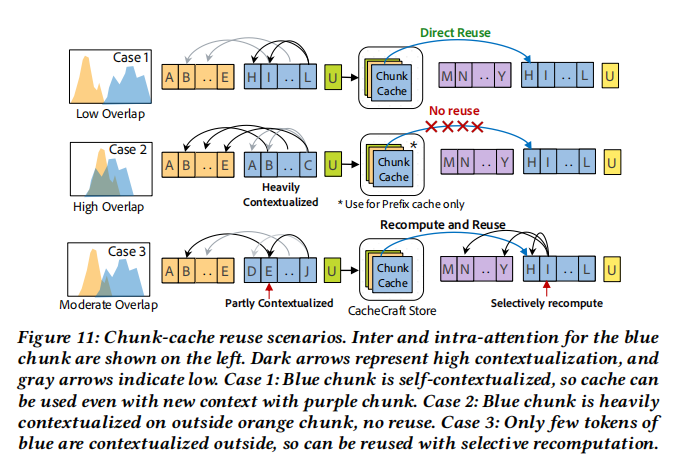 Case 1
Low Overlap
A B .. E H I .. L U
Chunk Cache
Direct Reuse
M N .. Y H I .. L U
Case 2
High Overlap
A B .. E A B .. C U
Heavily Contextualized
Chunk Cache *
* Use for Prefix cache only
No reuse
M N .. Y H I .. L U
Case 3
Moderate Overlap
A B .. E D E .. J U
Partly Contextualized
Chunk Cache
CacheCraft Store
Recompute and Reuse
M N .. Y H I .. L U
Selectively recompute
Figure 11: Chunk-cache reuse scenarios. Inter and intra-attention for the blue
chunk are shown on the left. Dark arrows represent high contextualization, and
gray arrows indicate low. Case 1: Blue chunk is self-contextualized, so cache can
be used even with new context with purple chunk. Case 2: Blue chunk is heavily
contextualized on outside orange chunk, no reuse. Case 3: Only few tokens of
blue are contextualized outside, so can be reused with selective recomputation.